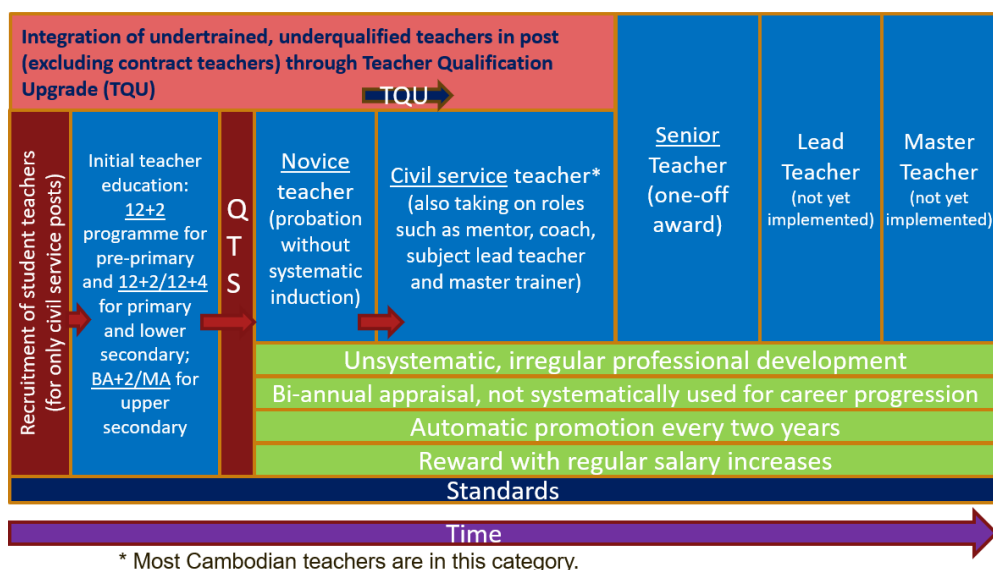 Integration of undertrained, underqualified teachers in post
(excluding contract teachers) through Teacher Qualification
Upgrade (TQU)
TQU
Recruitment of student teachers
(for only civil service posts)
Initial teacher
education:
12+2
programme for
pre-primary
and 12+2/12+4
for primary
and lower
secondary;
BA+2/MA for
upper
secondary
Q
T
S
Novice
teacher
(probation
without
systematic
induction)
Civil service teacher*
(also taking on roles
such as mentor, coach,
subject lead teacher
and master trainer)
Senior
Teacher
(one-off
award)
Lead
Teacher
(not yet
implemented)
Master
Teacher
(not yet
implemented)
Unsystematic, irregular professional development
Bi-annual appraisal, not systematically used for career progression
Automatic promotion every two years
Reward with regular salary increases
Standards
Time
* Most Cambodian teachers are in this category.